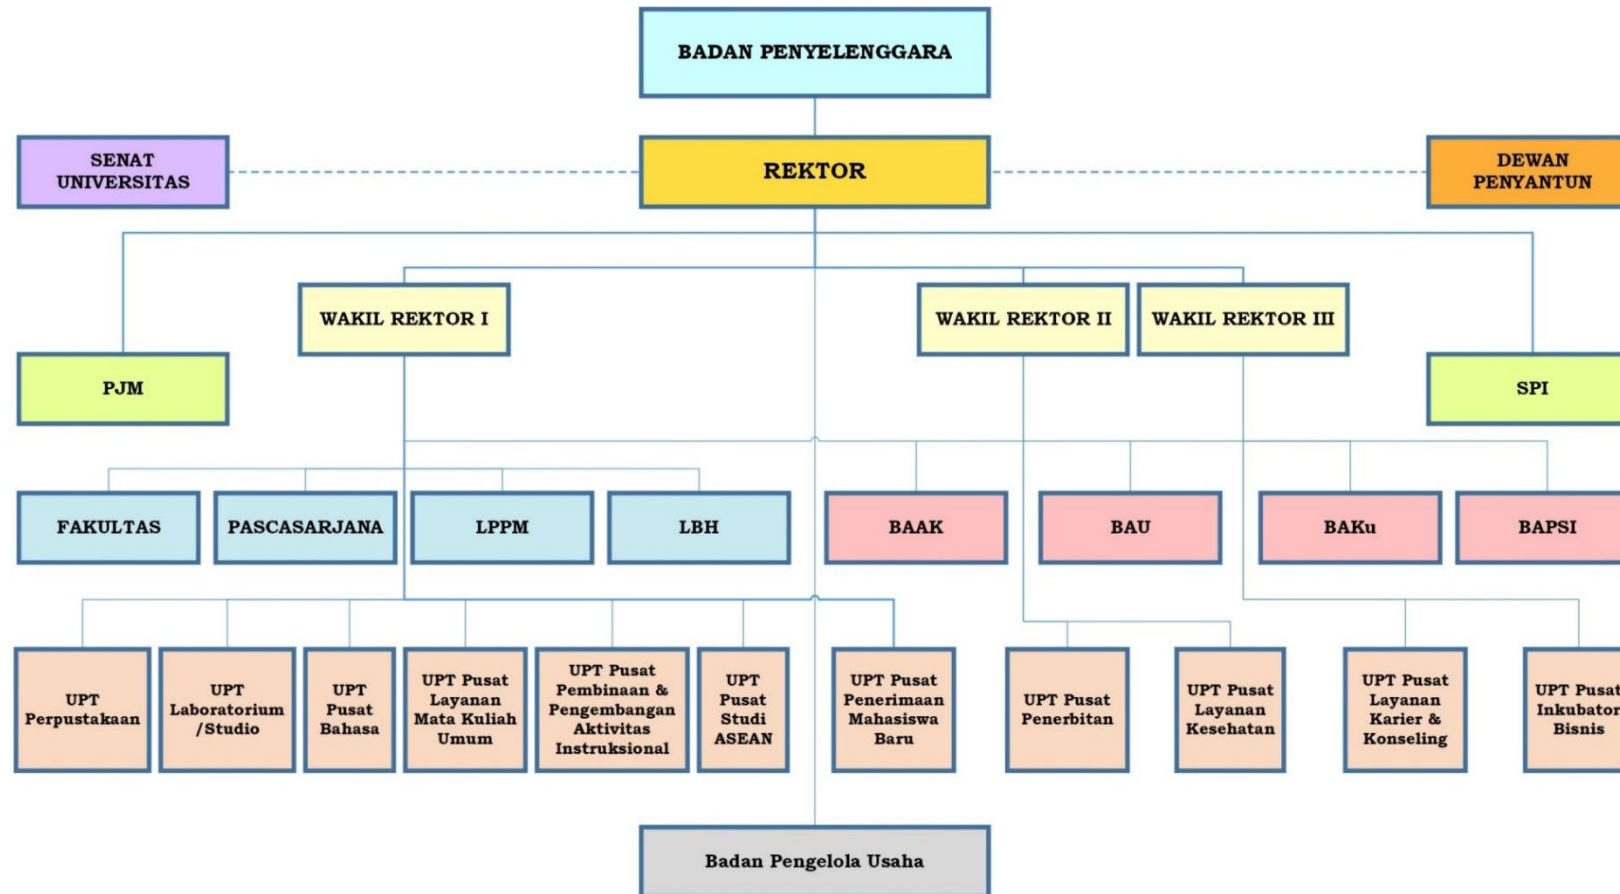 BADAN PENYELENGGARA
SENAT
UNIVERSITAS
REKTOR
DEWAN
PENYANTUN
WAKIL REKTOR I
WAKIL REKTOR II
WAKIL REKTOR III
PJM
SPI
FAKULTAS
PASCASARJANA
LPPM
LBH
BAAK
BAU
BAKu
BAPSI
UPT
Perpustakaan
UPT
Laboratorium
/Studio
UPT
Pusat
Bahasa
UPT Pusat
Layanan
Mata Kuliah
Umum
UPT Pusat
Pembinaan &
Pengembangan
Aktivitas
Instruksional
UPT
Pusat
Studi
ASEAN
UPT Pusat
Penerimaan
Mahasiswa
Baru
UPT Pusat
Penerbitan
UPT Pusat
Layanan
Kesehatan
UPT Pusat
Layanan
Karier &
Konseling
UPT Pusat
Inkubator
Bisnis
Badan Pengelola Usaha